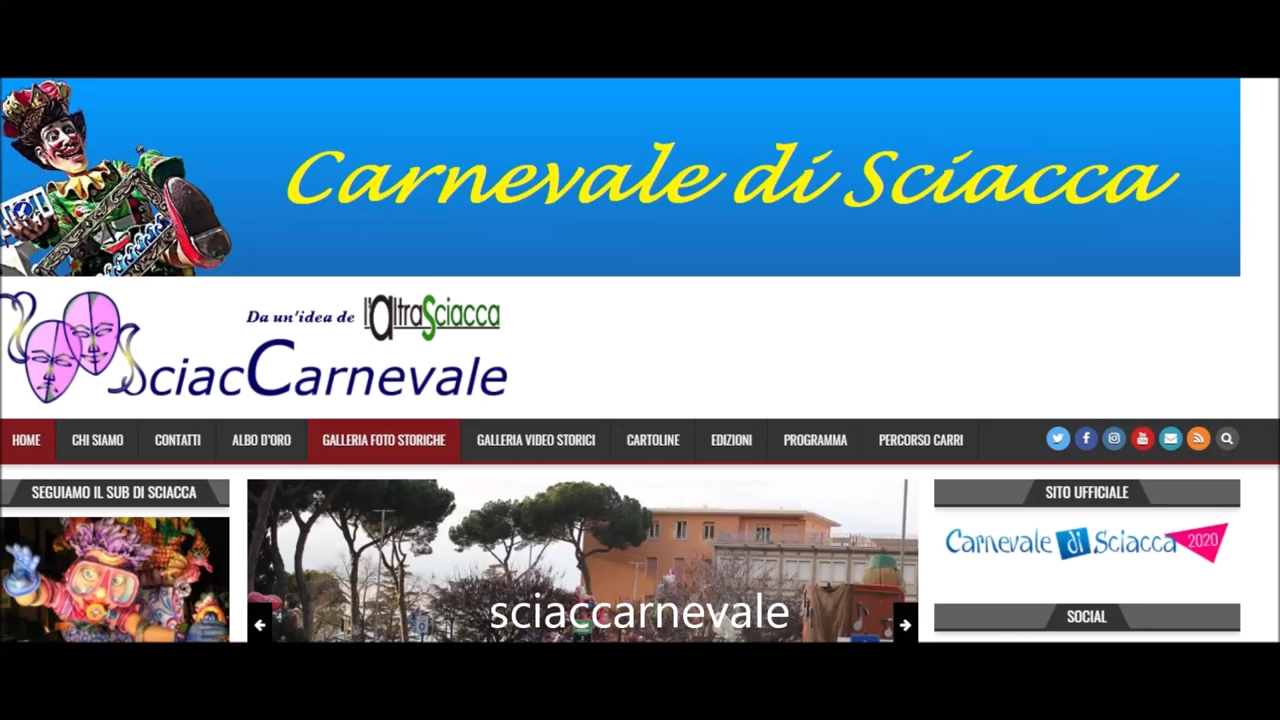 Carnevale di Sciacca
Da un'idea de l'altraSciacca
SciacCarnevale
HOME CHI SIAMO CONTATTI ALBO D'ORO GALLERIA FOTO STORICHE GALLERIA VIDEO STORICI CARTOLINE EDIZIONI PROGRAMMA PERCORSO CARRI
SEGUIAMO IL SUB DI SCIACCA
SITO UFFICIALE
Carnevale di Sciacca 2020
SOCIAL
sciaccarnevale